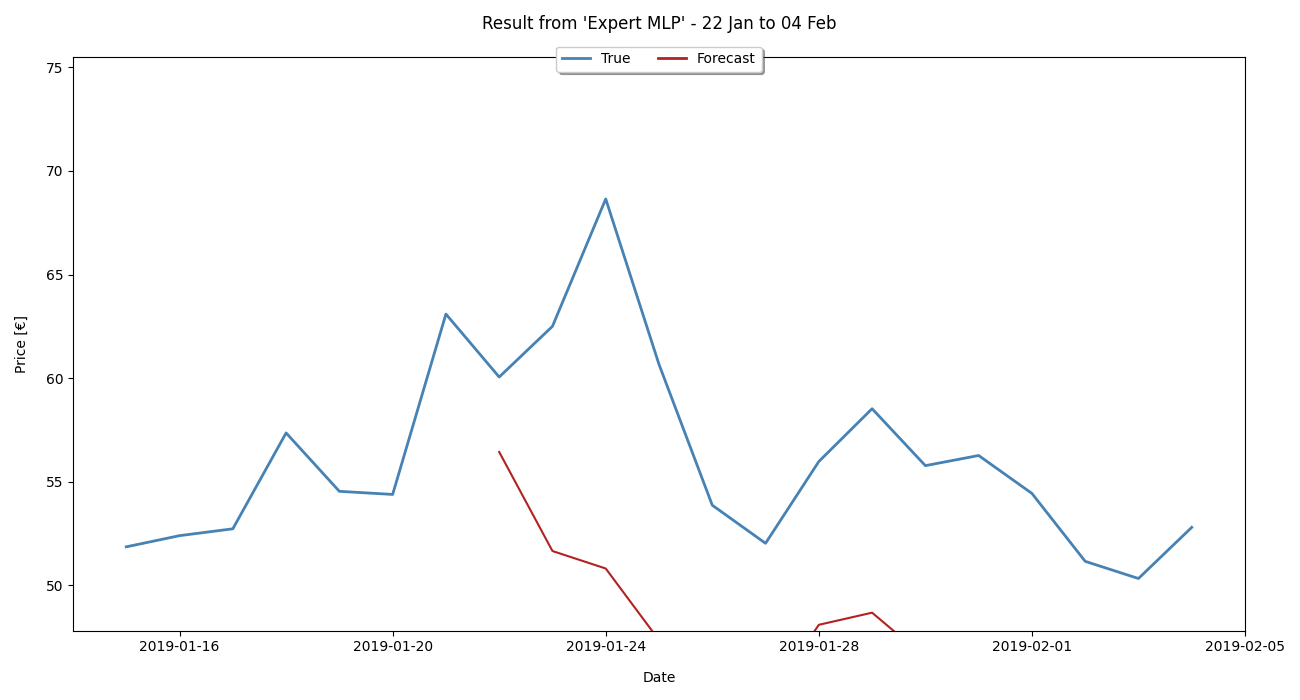 Result from 'Expert MLP' - 22 Jan to 04 Feb
True Forecast
75
70
65
60
55
50
Price [€]
2019-01-16 2019-01-20 2019-01-24 2019-01-28 2019-02-01 2019-02-05
Date